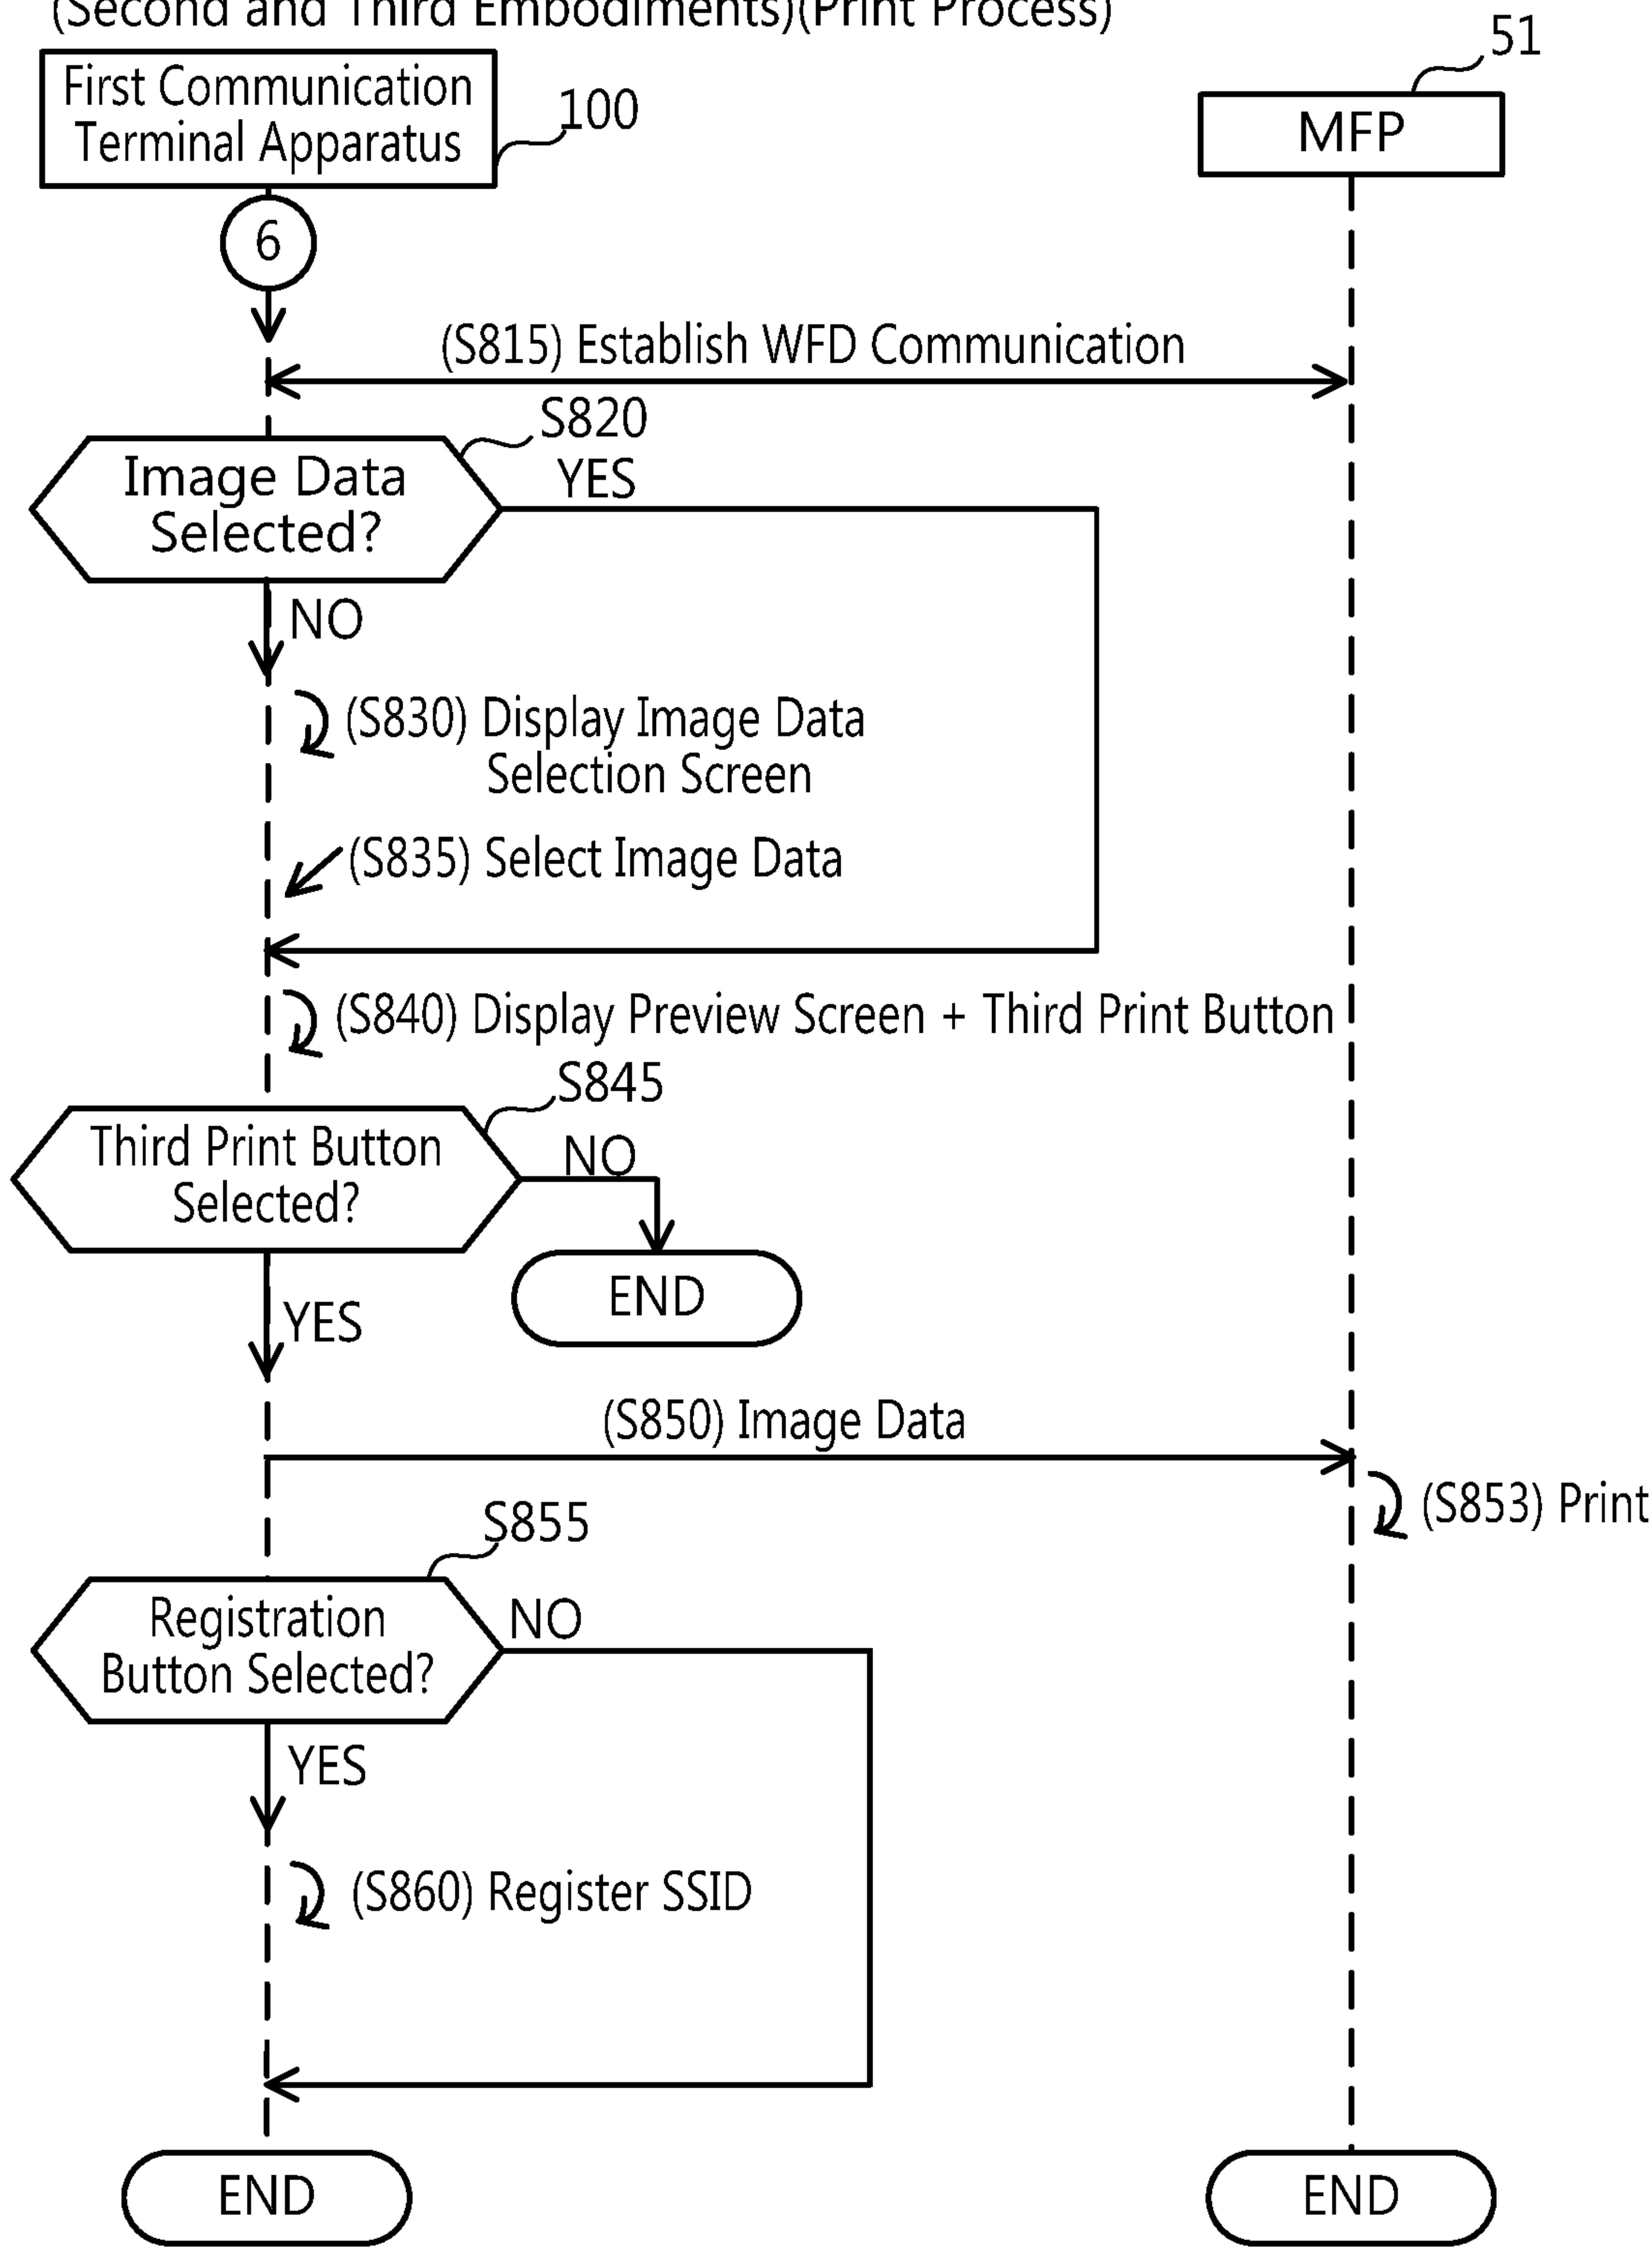 (Second and Third Embodiments)(Print Process)
51
First Communication
Terminal Apparatus
100
MFP
6
(S815) Establish WFD Communication
S820
Image Data
Selected?
YES
NO
(S830) Display Image Data
Selection Screen
(S835) Select Image Data
(S840) Display Preview Screen + Third Print Button
S845
Third Print Button
Selected?
NO
END
YES
(S850) Image Data
(S853) Print
S855
Registration
Button Selected?
NO
YES
(S860) Register SSID
END
END